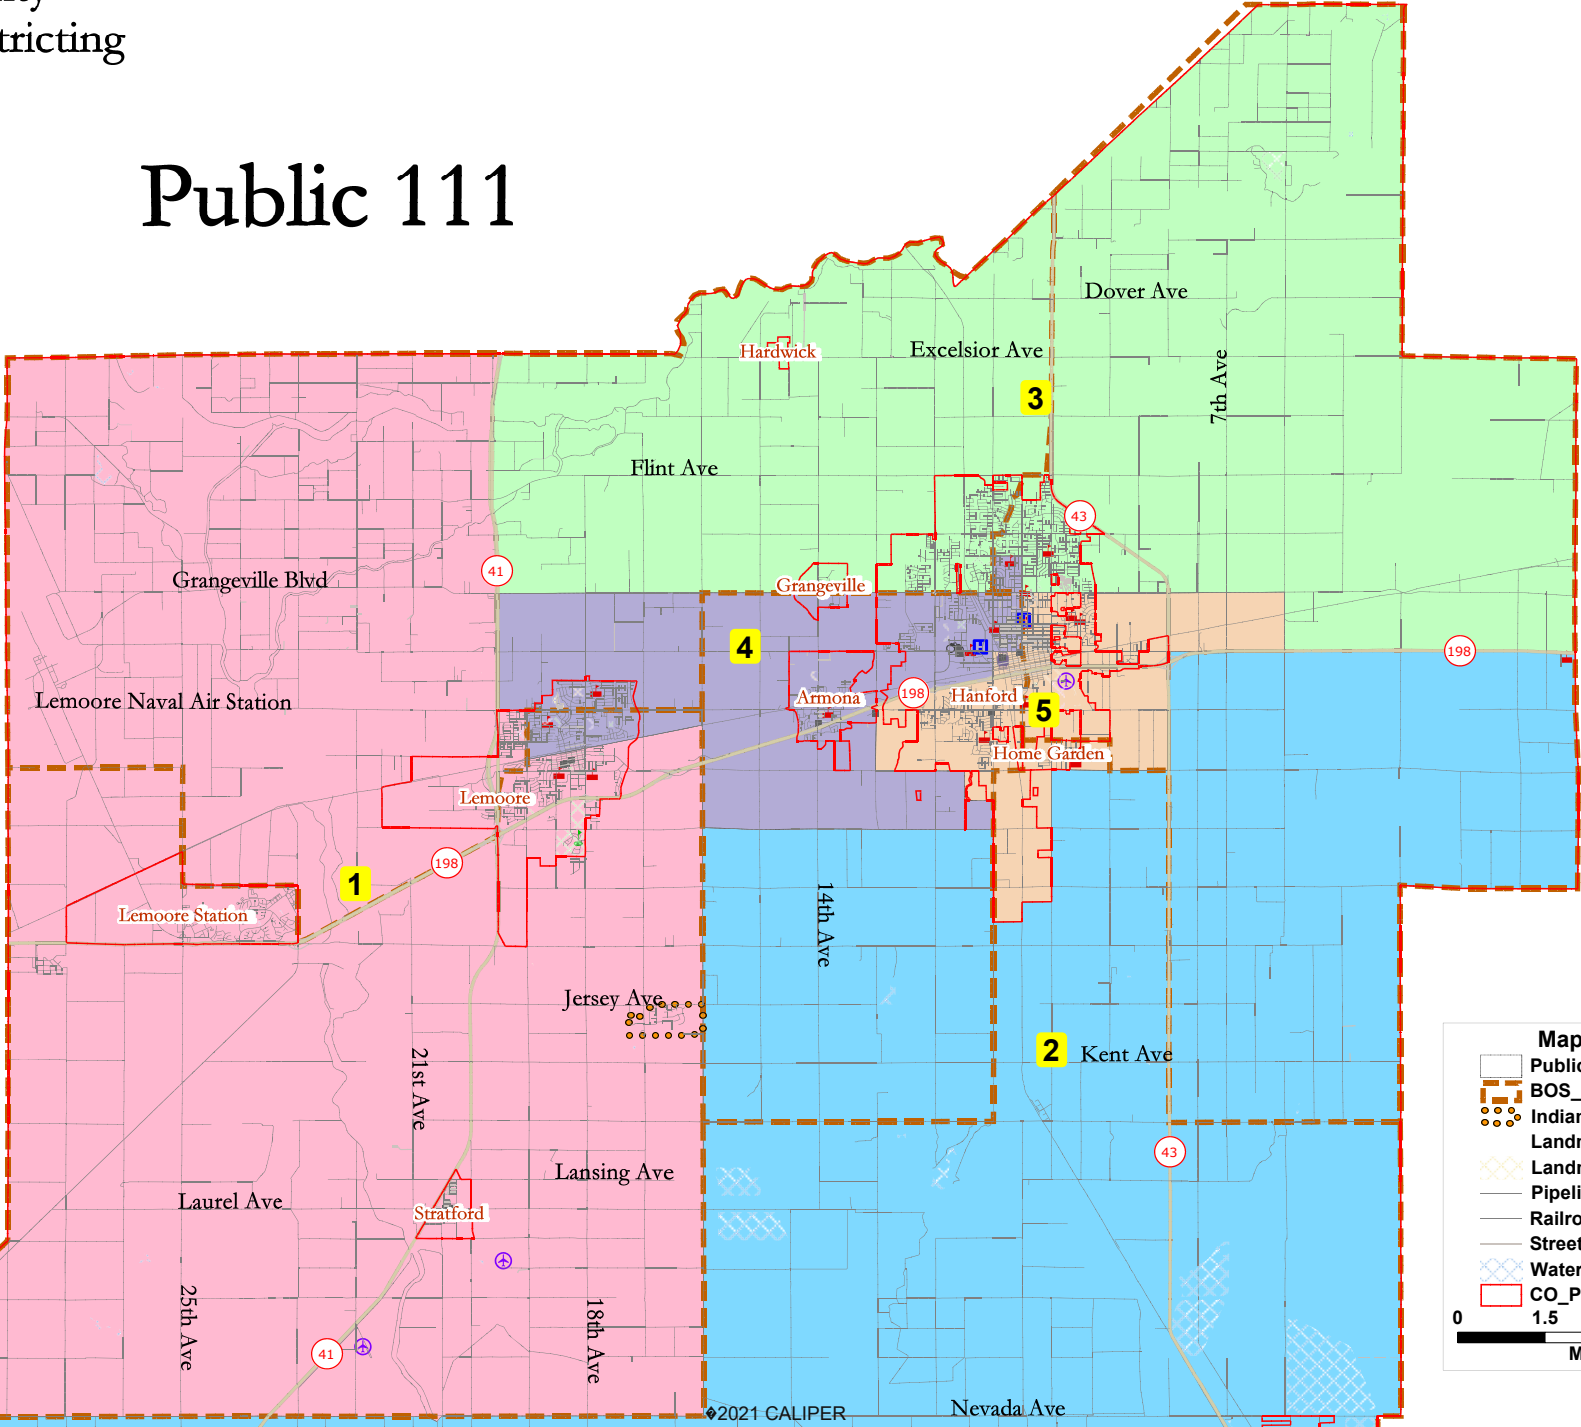 tricting
Public 111
Dover Ave
Hardwick
Excelsior Ave
7th Ave
3
Flint Ave
43
41
Grangeville Blvd
Grangeville
4
198
Lemoore Naval Air Station
Armona
198
Hanford
5
Home Garden
Lemoore
198
1
Lemoore Station
14th Ave
Jersey Ave
21st Ave
2
Kent Ave
43
Lansing Ave
Laurel Ave
Stratford
25th Ave
18th Ave
41
�2021 CALIPER
Nevada Ave
Map
Public
BOS_
Indian
Landr
Landr
Pipeli
Railro
Street
Water
CO_P
0 1.5
M